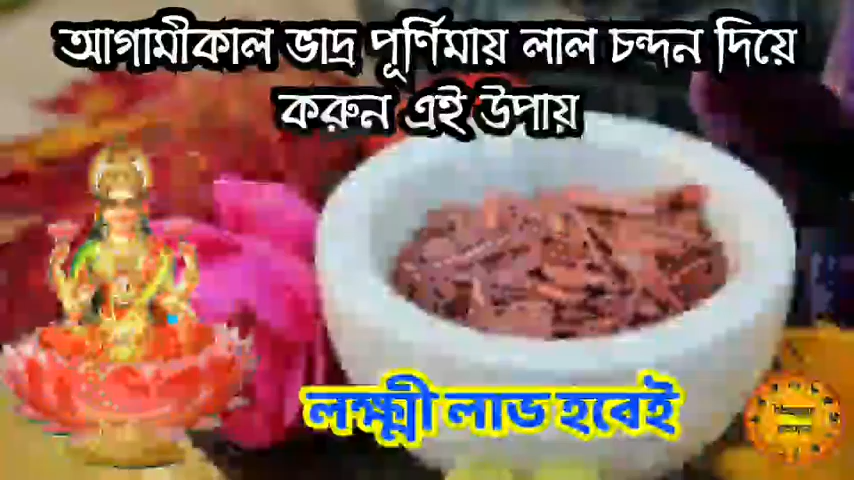 আগামীকাল ভাদ্র পূর্ণিমায় লাল চন্দন দিয়ে
করুন এই উপায়
লক্ষ্মী লাভ হবেই